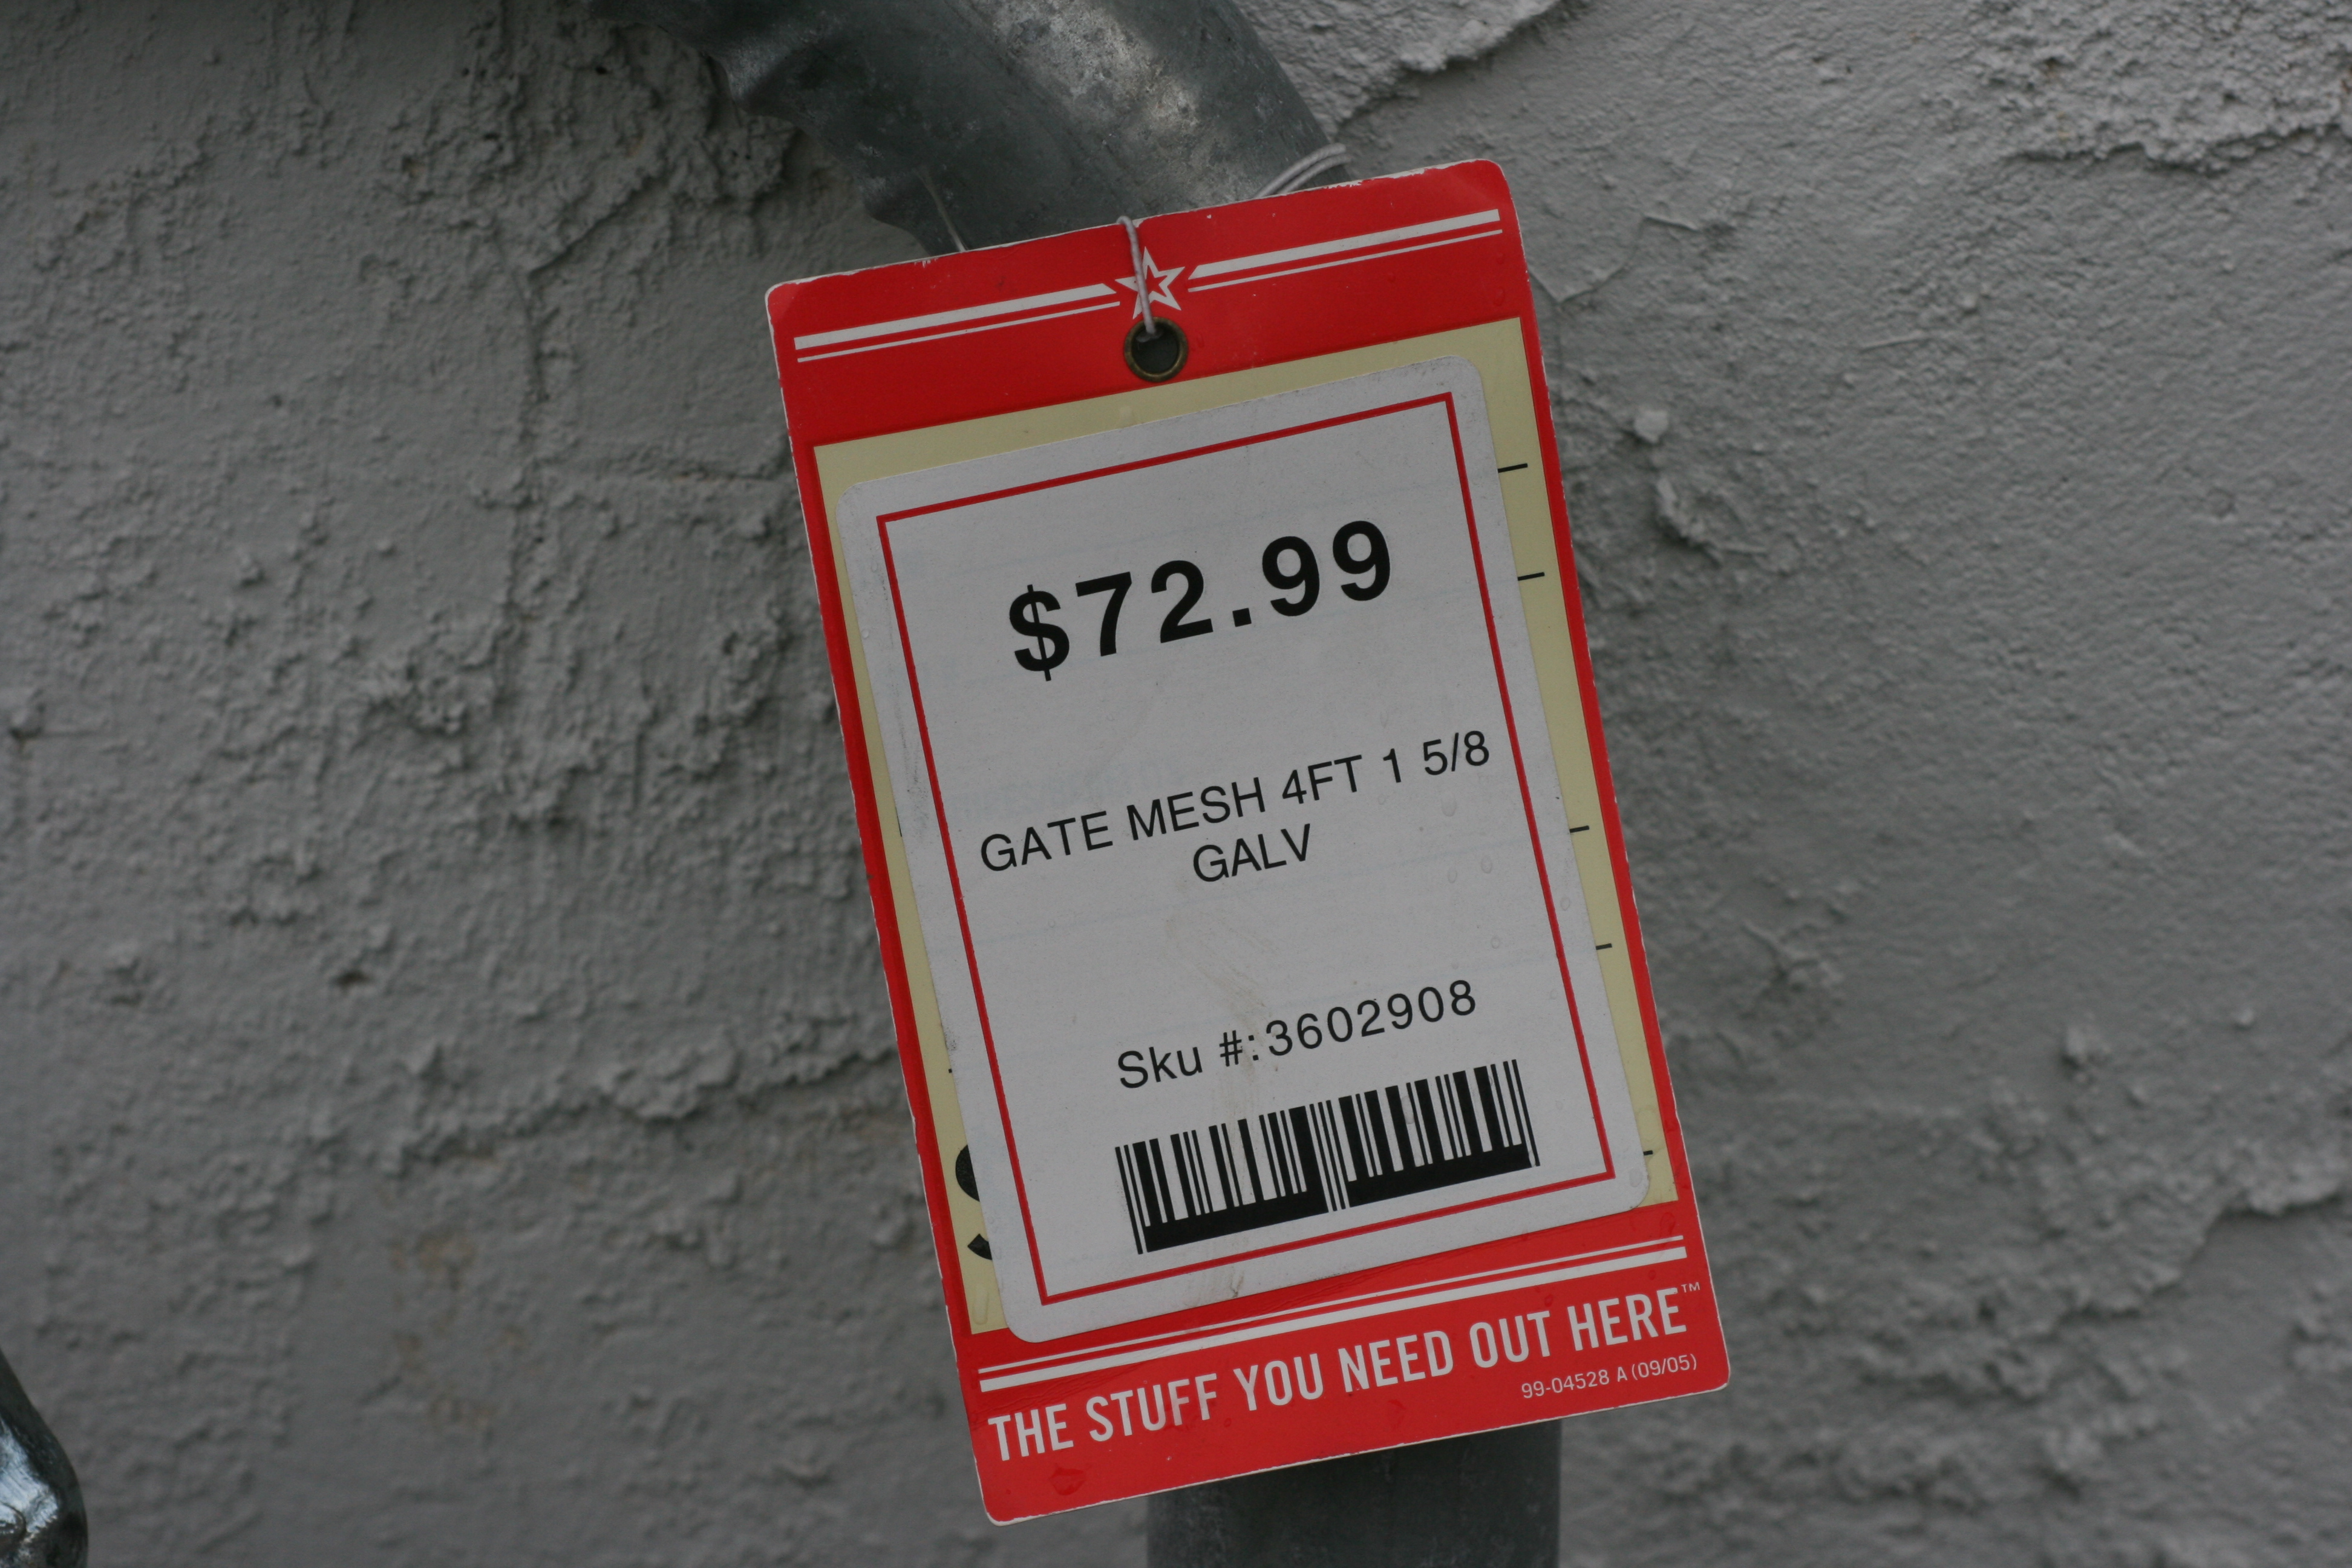 $72.99
GATE MESH 4FT 1 5/8
GALV
Sku #:3602908
THE STUFF YOU NEED OUT HERE™
99-04528 A (09/05)